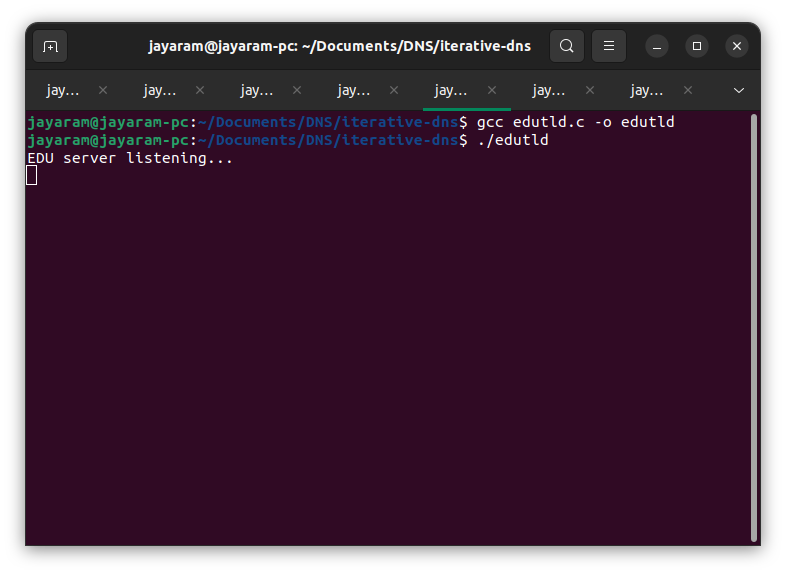 jayaram@jayaram-pc: ~/Documents/DNS/iterative-dns
jay... jay... jay... jay... jay... jay... jay...
jayaram@jayaram-pc:~/Documents/DNS/iterative-dns$ gcc edutld.c -o edutld
jayaram@jayaram-pc:~/Documents/DNS/iterative-dns$ ./edutld
EDU server listening...